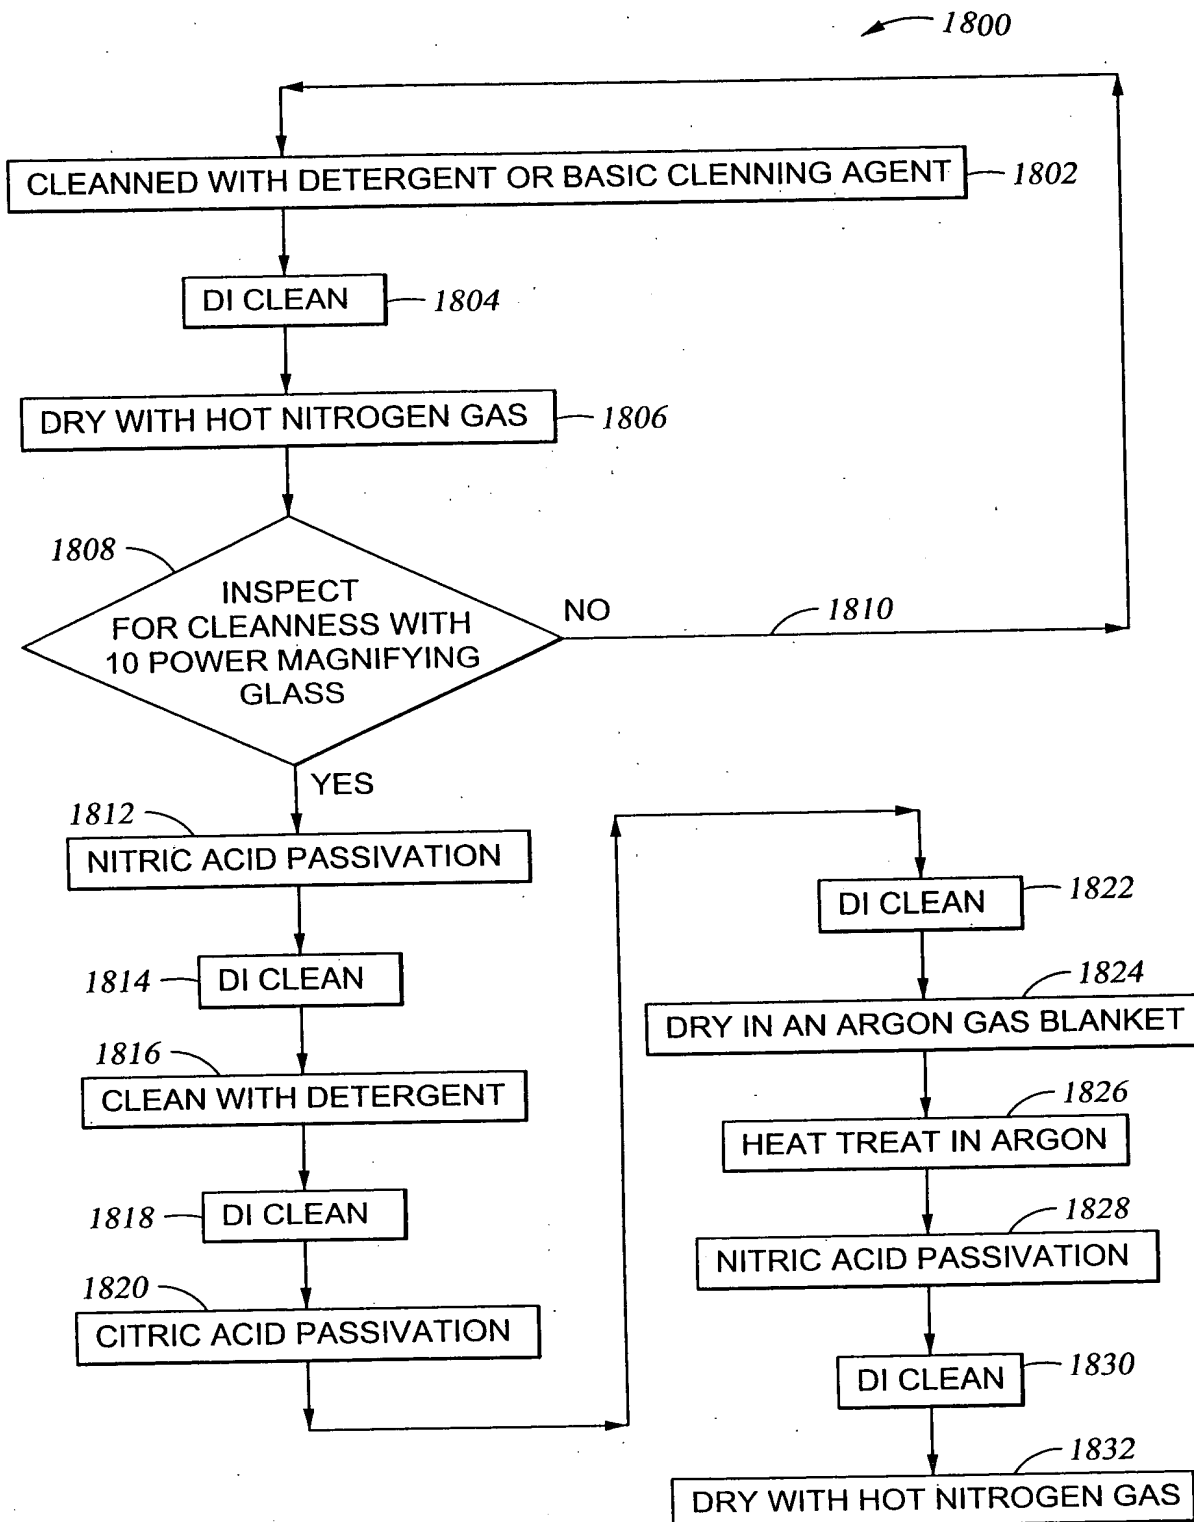 1800
CLEANNED WITH DETERGENT OR BASIC CLENNING AGENT
1802
DI CLEAN
1804
DRY WITH HOT NITROGEN GAS
1806
1808
INSPECT
FOR CLEANNESS WITH
10 POWER MAGNIFYING
GLASS
NO
1810
YES
1812
NITRIC ACID PASSIVATION
1814
DI CLEAN
1816
CLEAN WITH DETERGENT
1818
DI CLEAN
1820
CITRIC ACID PASSIVATION
DI CLEAN
1822
1824
DRY IN AN ARGON GAS BLANKET
1826
HEAT TREAT IN ARGON
1828
NITRIC ACID PASSIVATION
DI CLEAN
1830
1832
DRY WITH HOT NITROGEN GAS